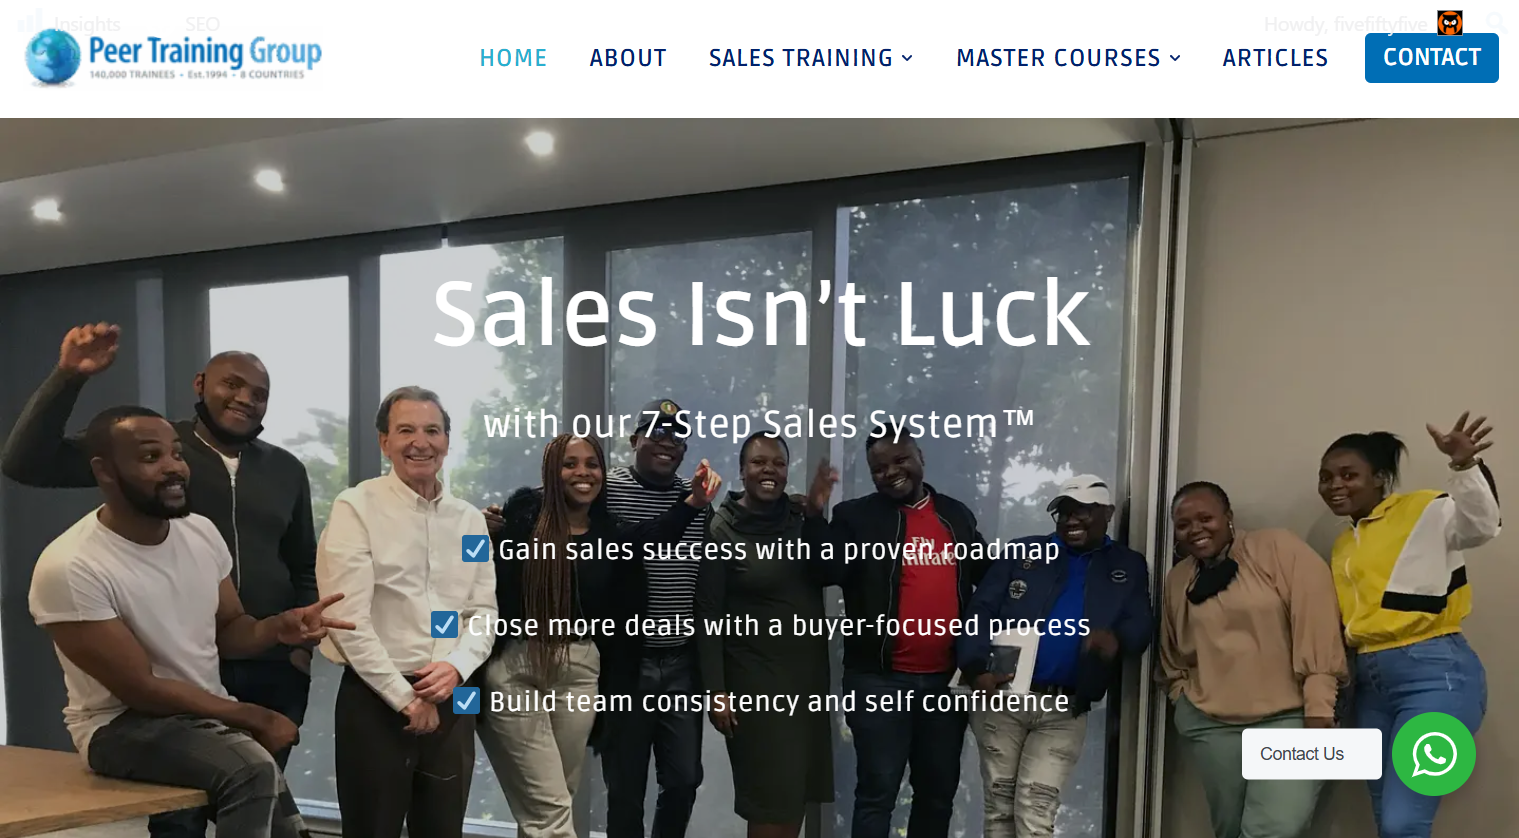 Insights SEO Howdy, fivefiftyfive
Peer Training Group
140,000 TRAINEES • Est.1994 • 8 COUNTRIES
HOME ABOUT SALES TRAINING MASTER COURSES ARTICLES CONTACT
Sales Isn’t Luck
with our 7-Step Sales System™
Gain sales success with a proven roadmap
Close more deals with a buyer-focused process
Build team consistency and self confidence
Fly
Emirates
Contact Us